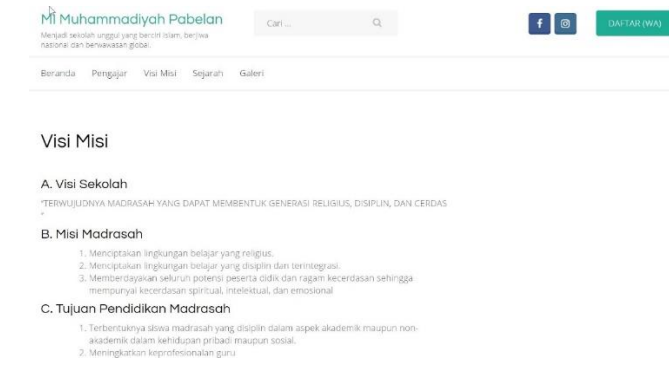 MI Muhammadiyah Pabelan
Menjadi sekolah unggul yang berciri islam, berjiwa
nasional dan berwawasan global.
Cari ...
DAFTAR (WA)
Beranda Pengajar Visi Misi Sejarah Galeri
Visi Misi
A. Visi Sekolah
"TERWUJUDNYA MADRASAH YANG DAPAT MEMBENTUK GENERASI RELIGIUS, DISIPLIN, DAN CERDAS
"
B. Misi Madrasah
1. Menciptakan lingkungan belajar yang religius.
2. Menciptakan lingkungan belajar yang disiplin dan terintegrasi.
3. Memberdayakan seluruh potensi peserta didik dan ragam kecerdasan sehingga
mempunyai kecerdasan spiritual, intelektual, dan emosional
C. Tujuan Pendidikan Madrasah
1. Terbentuknya siswa madrasah yang disiplin dalam aspek akademik maupun non-
akademik dalam kehidupan pribadi maupun sosial.
2. Meningkatkan keprofesionalan guru